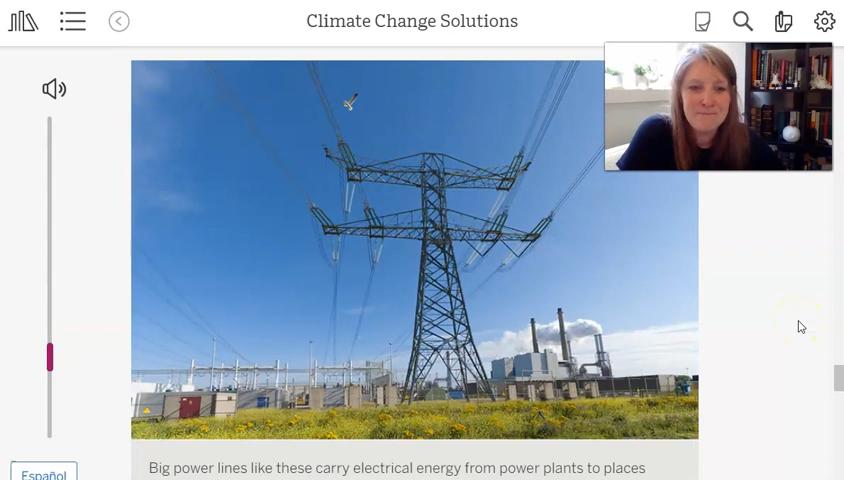 Climate Change Solutions
Big power lines like these carry electrical energy from power plants to places
Español